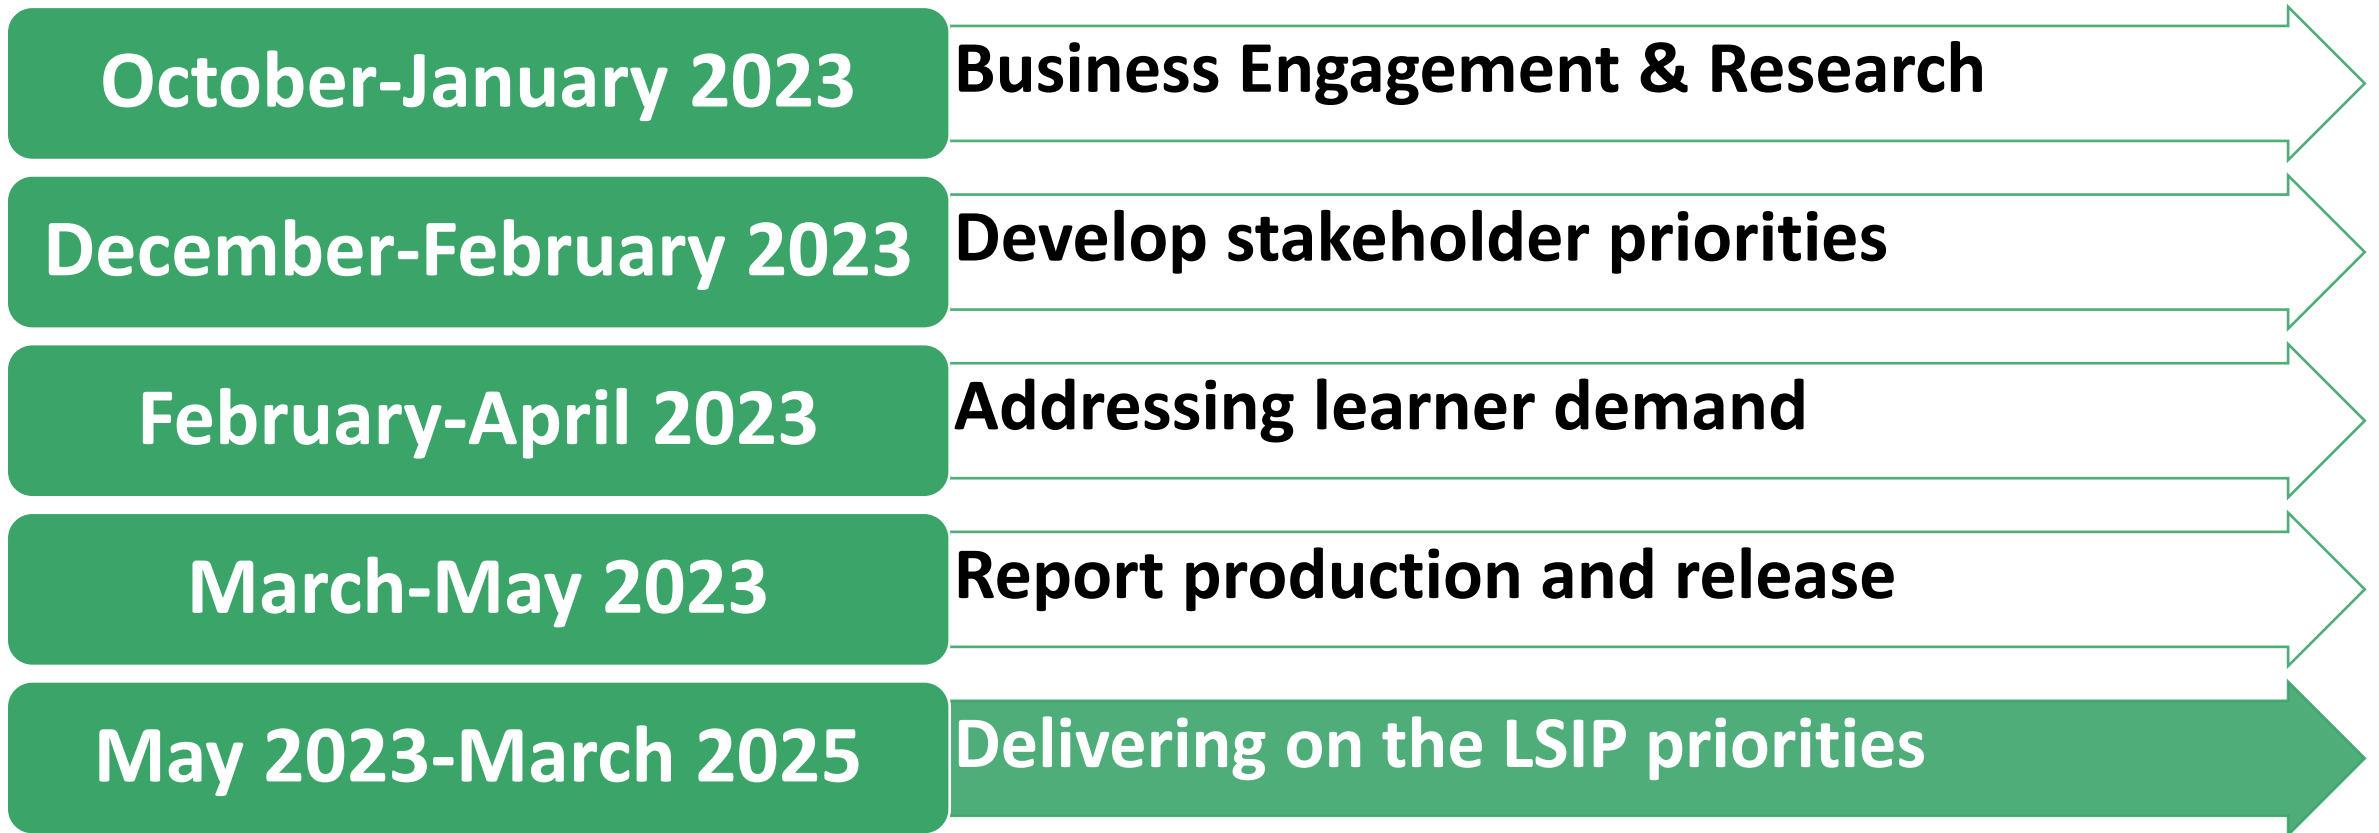 October-January 2023
Business Engagement & Research
December-February 2023
Develop stakeholder priorities
February-April 2023
Addressing learner demand
March-May 2023
Report production and release
May 2023-March 2025
Delivering on the LSIP priorities